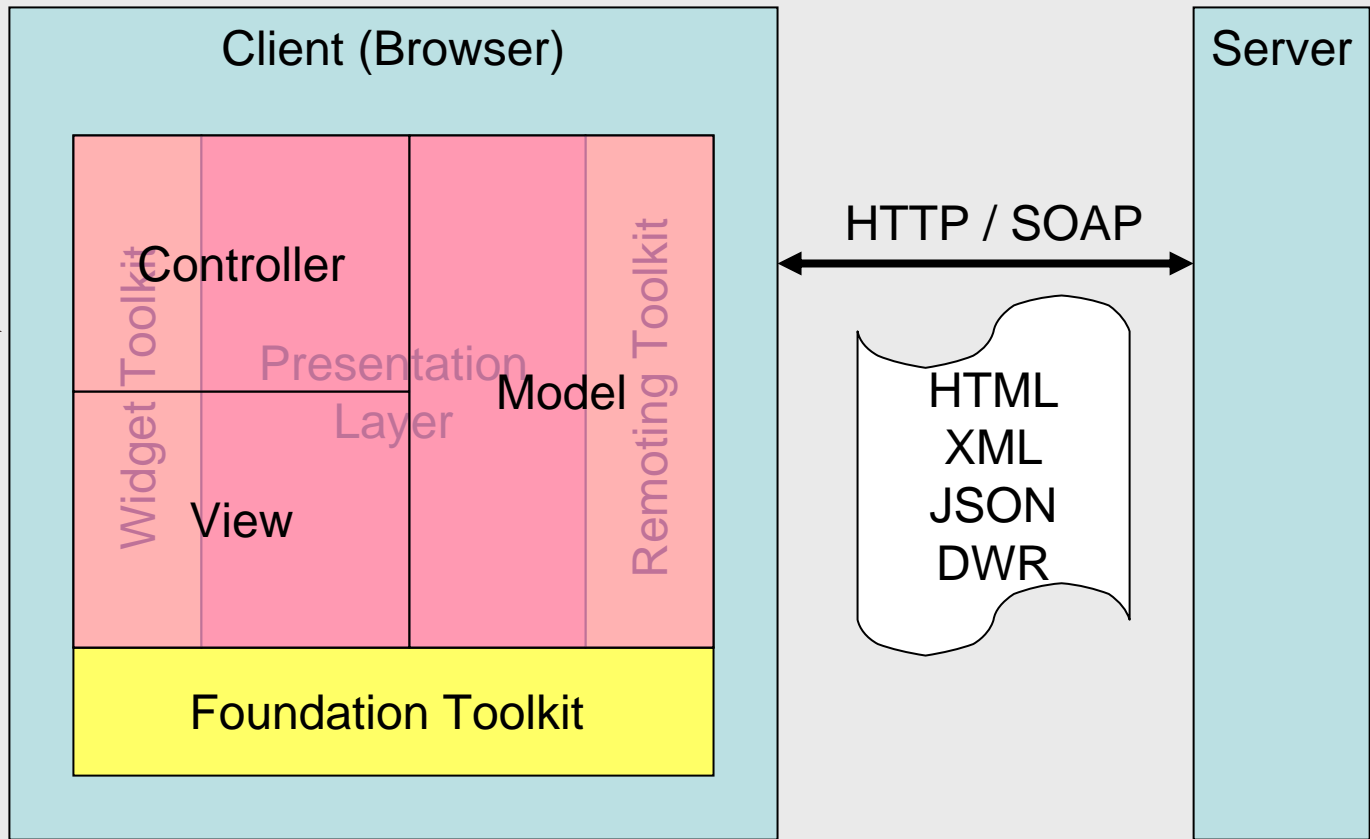 Client (Browser)
Server
Widget Toolkit
Controller
Presentation
Layer
View
Model
Remoting Toolkit
Foundation Toolkit
HTTP / SOAP
HTML
XML
JSON
DWR